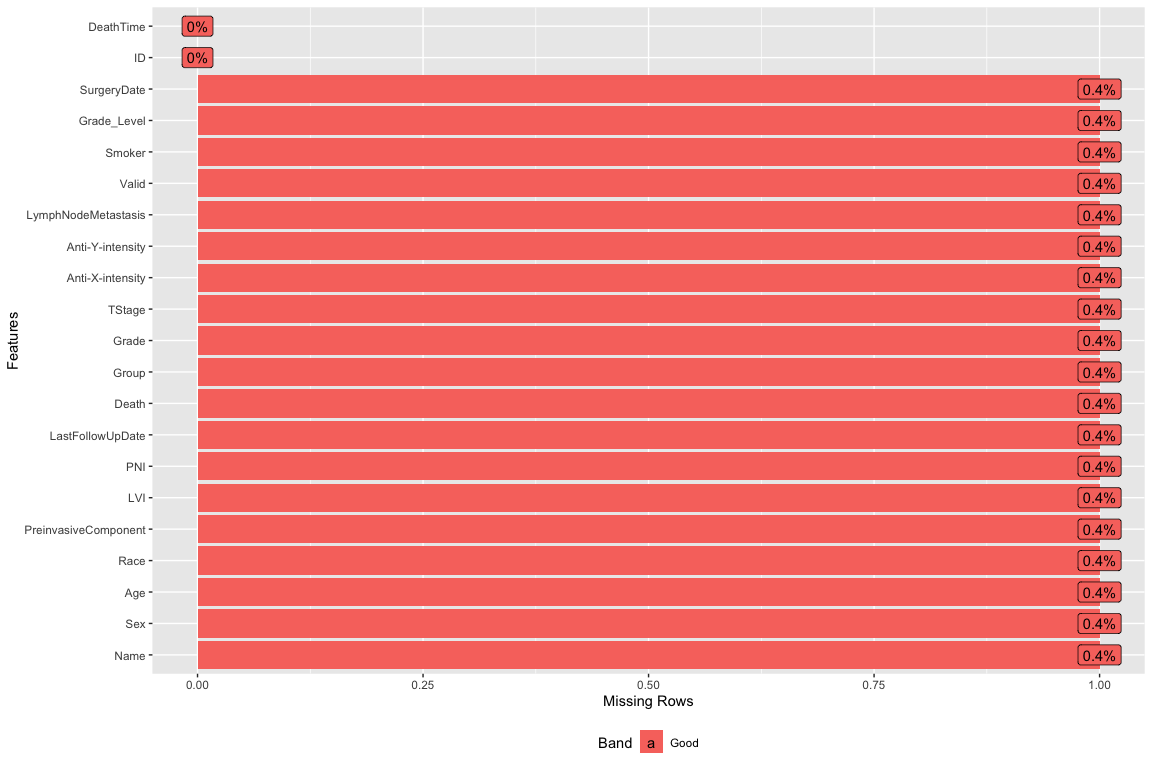 DeathTime 0%
ID 0%
SurgeryDate 0.4%
Grade_Level 0.4%
Smoker 0.4%
Valid 0.4%
LymphNodeMetastasis 0.4%
Anti-Y-intensity 0.4%
Anti-X-intensity 0.4%
TStage 0.4%
Grade 0.4%
Group 0.4%
Death 0.4%
LastFollowUpDate 0.4%
PNI 0.4%
LVI 0.4%
PreinvasiveComponent 0.4%
Race 0.4%
Age 0.4%
Sex 0.4%
Name 0.4%
Features
0.00 0.25 0.50 0.75 1.00
Missing Rows
Band a Good